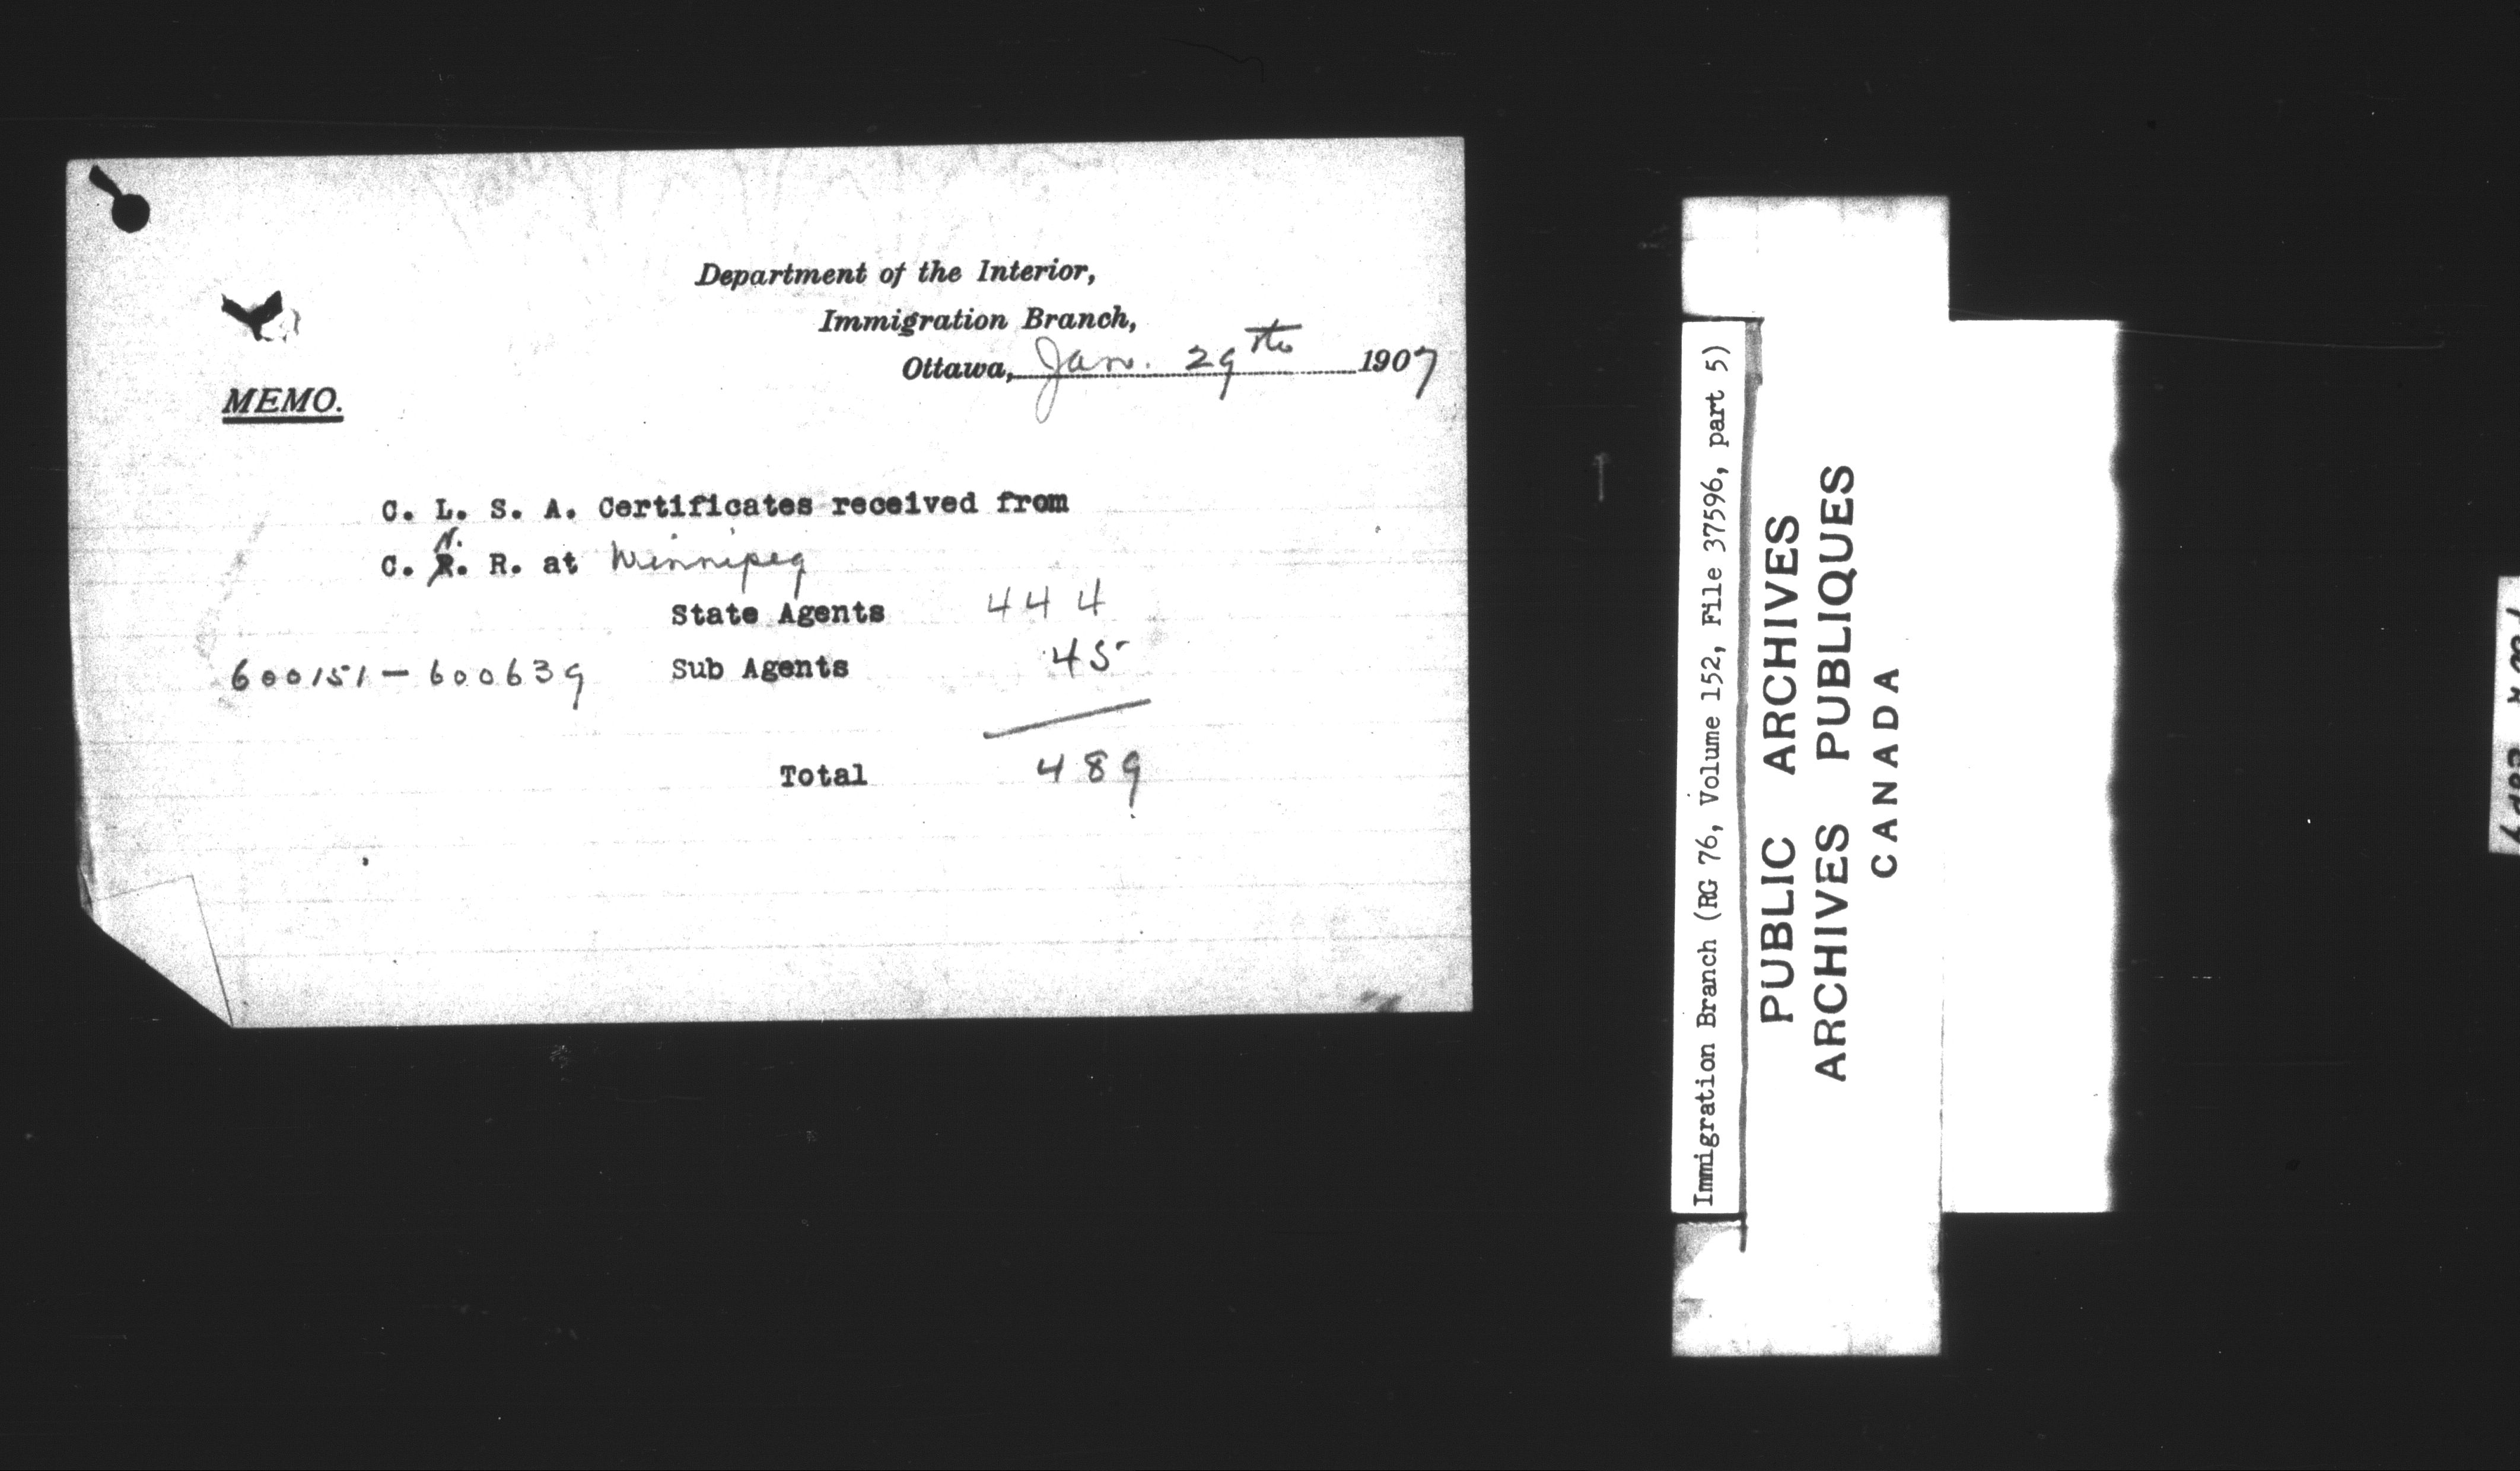 Department of the Interior,
Immigration Branch,
Ottawa, Jan. 29th 1907
MEMO.
C. L. S. A. Certificates received from
N.
C. R. R. at Winnipeg
State Agents 444
600151 — 600639 Sub Agents 45
Total 489
Immigration Branch (RG 76, Volume 152, File 37596, part 5)
PUBLIC ARCHIVES
ARCHIVES PUBLIQUES
CANADA